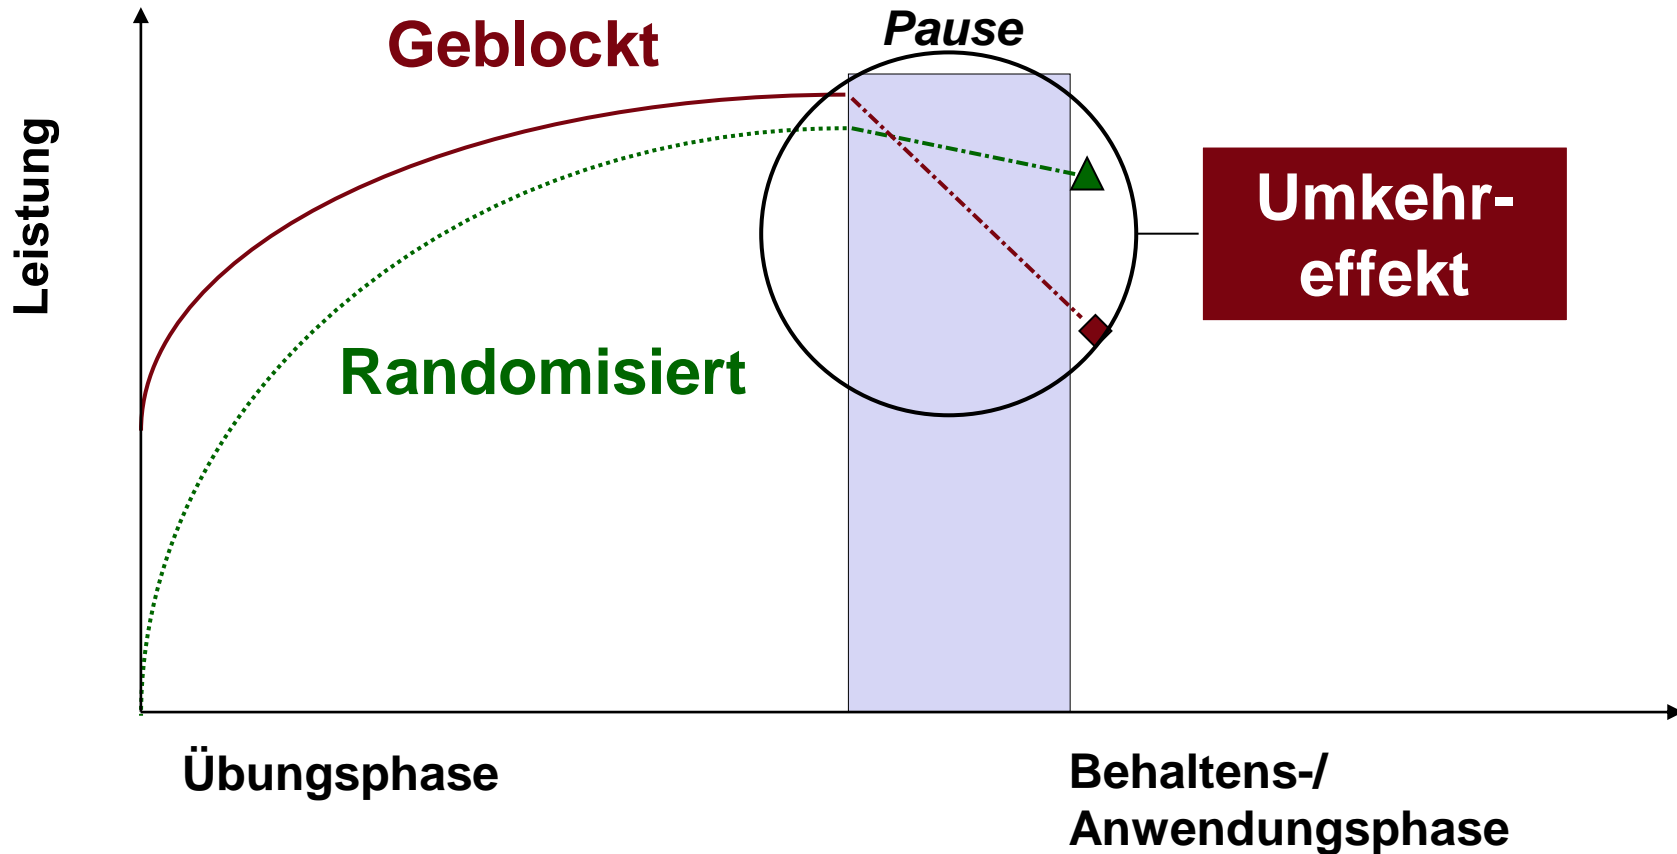 Pause
Geblockt
Leistung
Umkehr-
effekt
Randomisiert
Übungsphase
Behaltens-/
Anwendungsphase